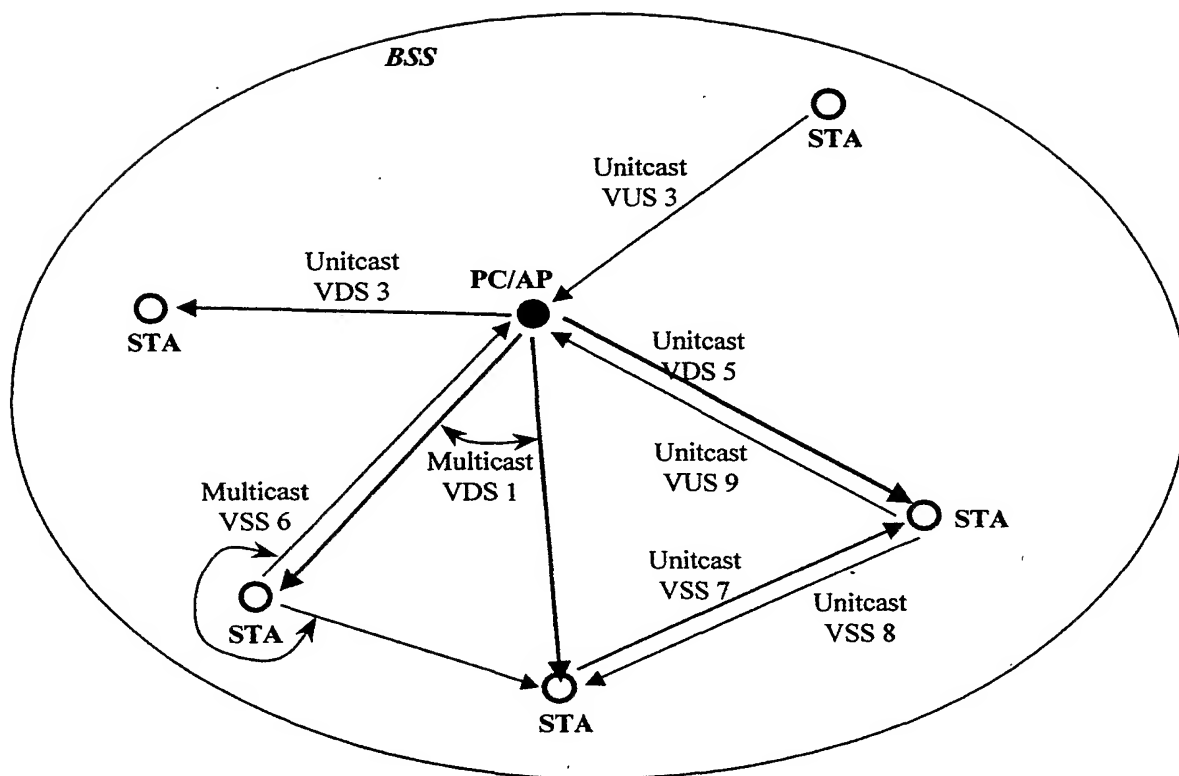 BSS
STA
Unitcast
VUS 3
Unitcast
VDS 3
PC/AP
STA
Unitcast
VDS 5
Multicast
VDS 1
Unitcast
VUS 9
Multicast
VSS 6
STA
Unitcast
VSS 7
STA
Unitcast
VSS 8
STA